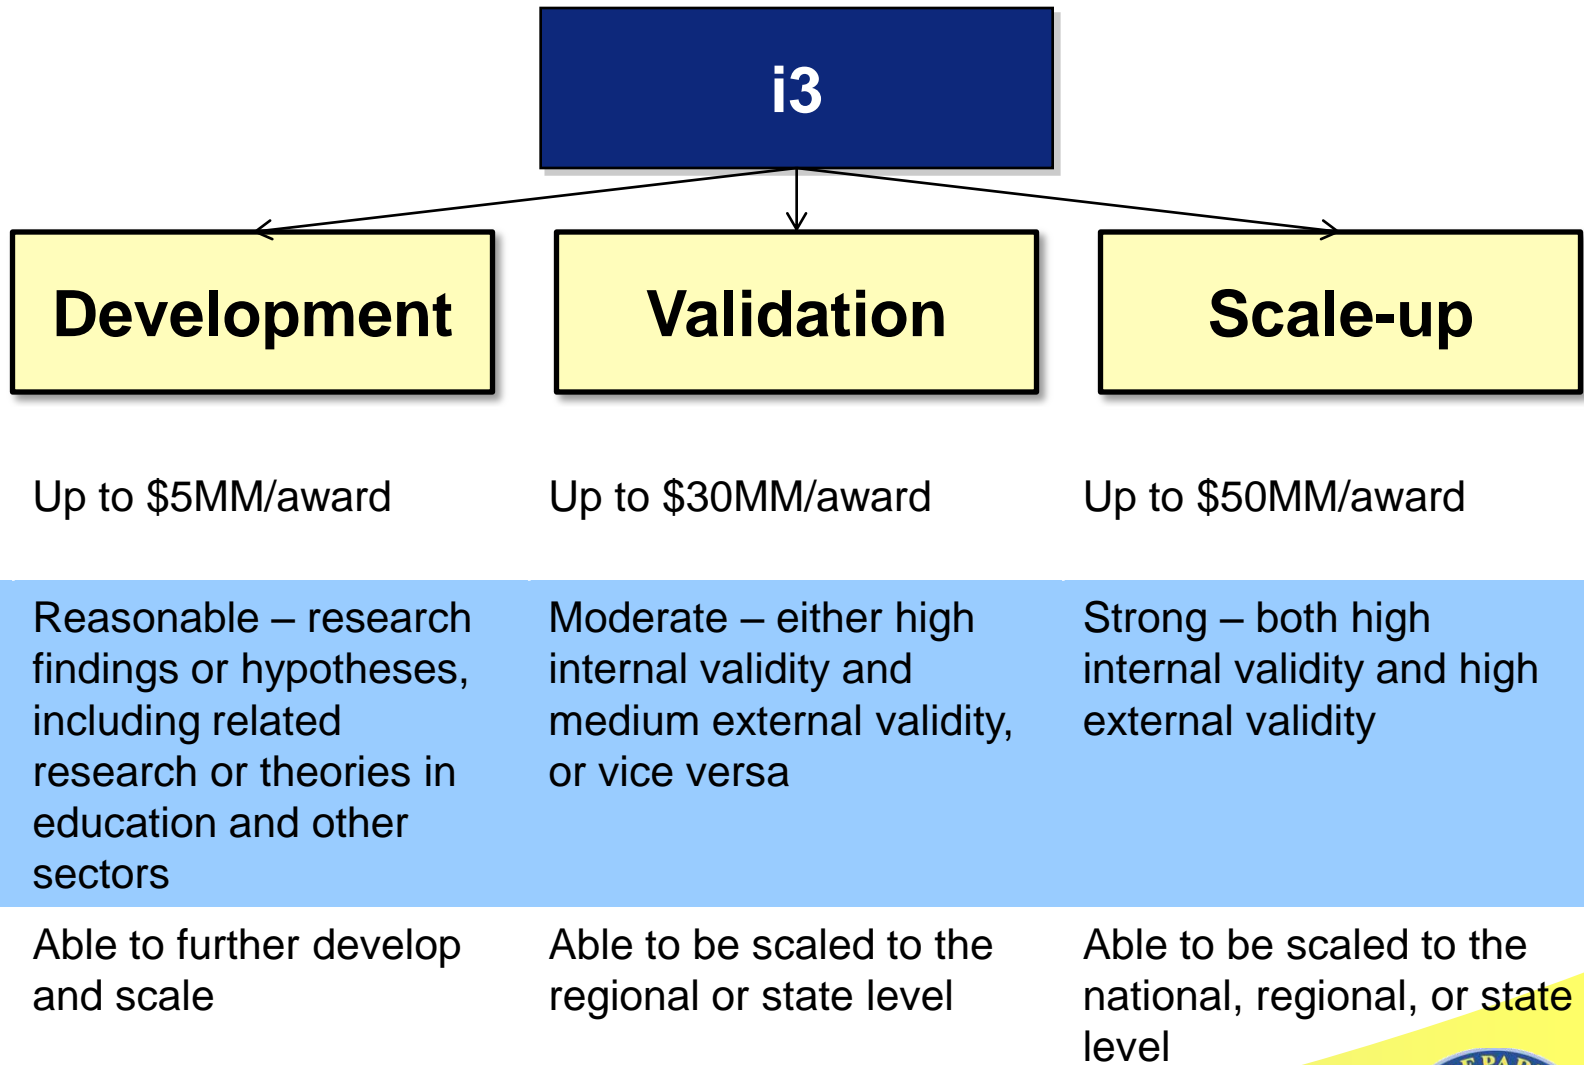 i3
Development
Validation
Scale-up
Up to $5MM/award
Up to $30MM/award
Up to $50MM/award
Reasonable – research
findings or hypotheses,
including related
research or theories in
education and other
sectors
Moderate – either high
internal validity and
medium external validity,
or vice versa
Strong – both high
internal validity and high
external validity
Able to further develop
and scale
Able to be scaled to the
regional or state level
Able to be scaled to the
national, regional, or state
level